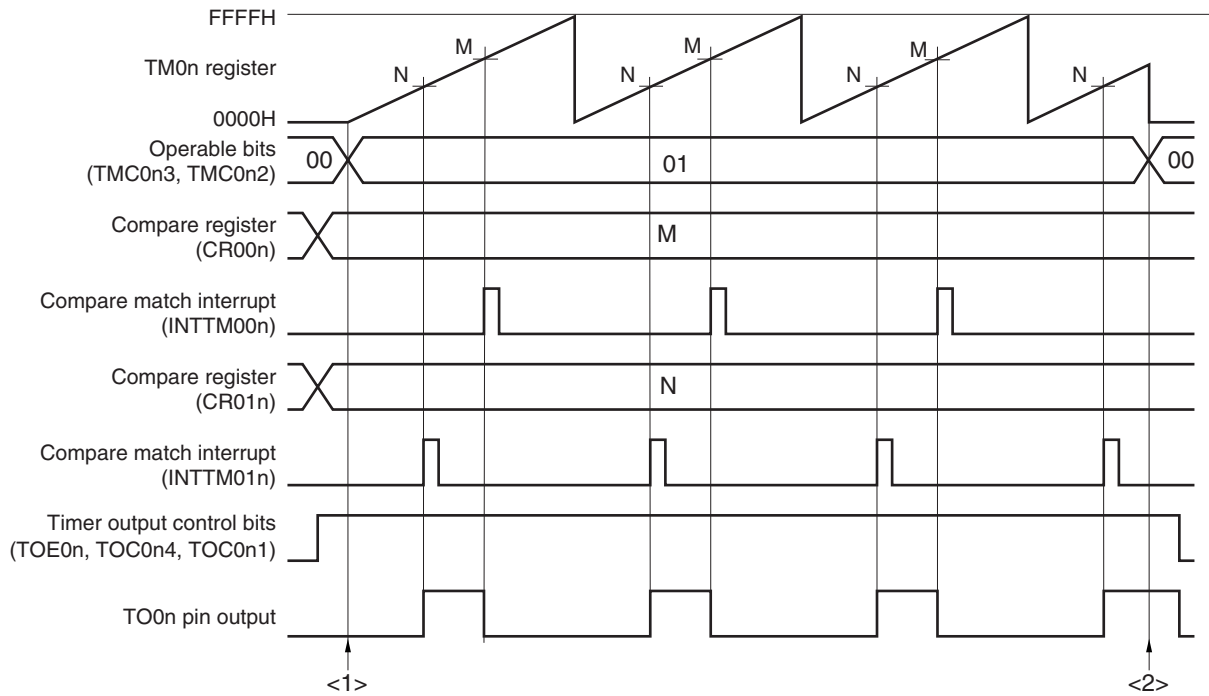 FFFFH
M M M
TM0n register N N N N
0000H
Operable bits
(TMC0n3, TMC0n2)
00 01 00
Compare register
(CR00n)
M
Compare match interrupt
(INTTM00n)
Compare register
(CR01n)
N
Compare match interrupt
(INTTM01n)
Timer output control bits
(TOE0n, TOC0n4, TOC0n1)
TO0n pin output
<1> <2>